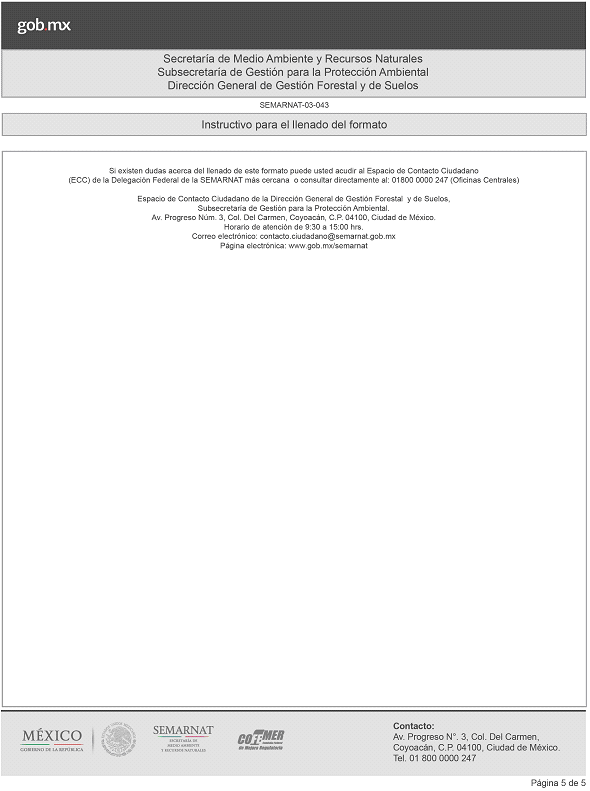 gob.mx
Secretaría de Medio Ambiente y Recursos Naturales
Subsecretaría de Gestión para la Protección Ambiental
Dirección General de Gestión Forestal y de Suelos
SEMARNAT-03-043
Instructivo para el llenado del formato
Si existen dudas acerca del llenado de este formato puede usted acudir al Espacio de Contacto Ciudadano
(ECC) de la Delegación Federal de la SEMARNAT más cercana o consultar directamente al: 01800 0000 247 (Oficinas Centrales)
Espacio de Contacto Ciudadano de la Dirección General de Gestión Forestal y de Suelos,
Subsecretaría de Gestión para la Protección Ambiental.
Av. Progreso Núm. 3, Col. Del Carmen, Coyoacán, C.P. 04100, Ciudad de México.
Horario de atención de 9:30 a 15:00 hrs.
Correo electrónico: contacto.ciudadano@semarnat.gob.mx
Página electrónica: www.gob.mx/semarnat
MÉXICO
GOBIERNO DE LA REPÚBLICA
SEMARNAT
SECRETARÍA DE
MEDIO AMBIENTE
Y RECURSOS NATURALES
COFEMER
de Mejora Regulatoria
Contacto:
Av. Progreso N°. 3, Col. Del Carmen,
Coyoacán, C.P. 04100, Ciudad de México.
Tel. 01 800 0000 247
Página 5 de 5